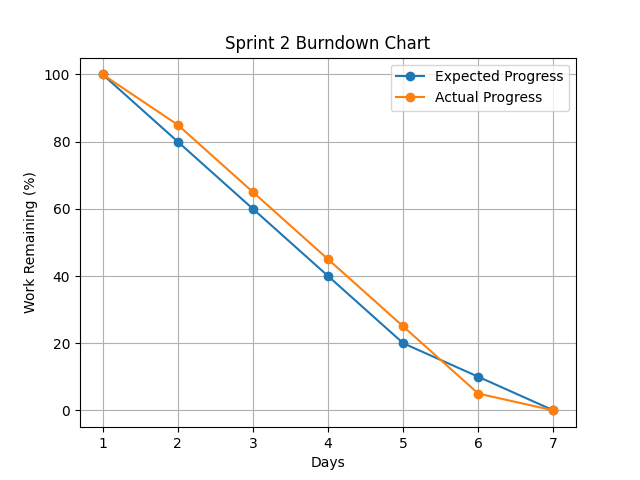 Sprint 2 Burndown Chart
Expected Progress
Actual Progress
Work Remaining (%)
100
80
60
40
20
0
1 2 3 4 5 6 7
Days